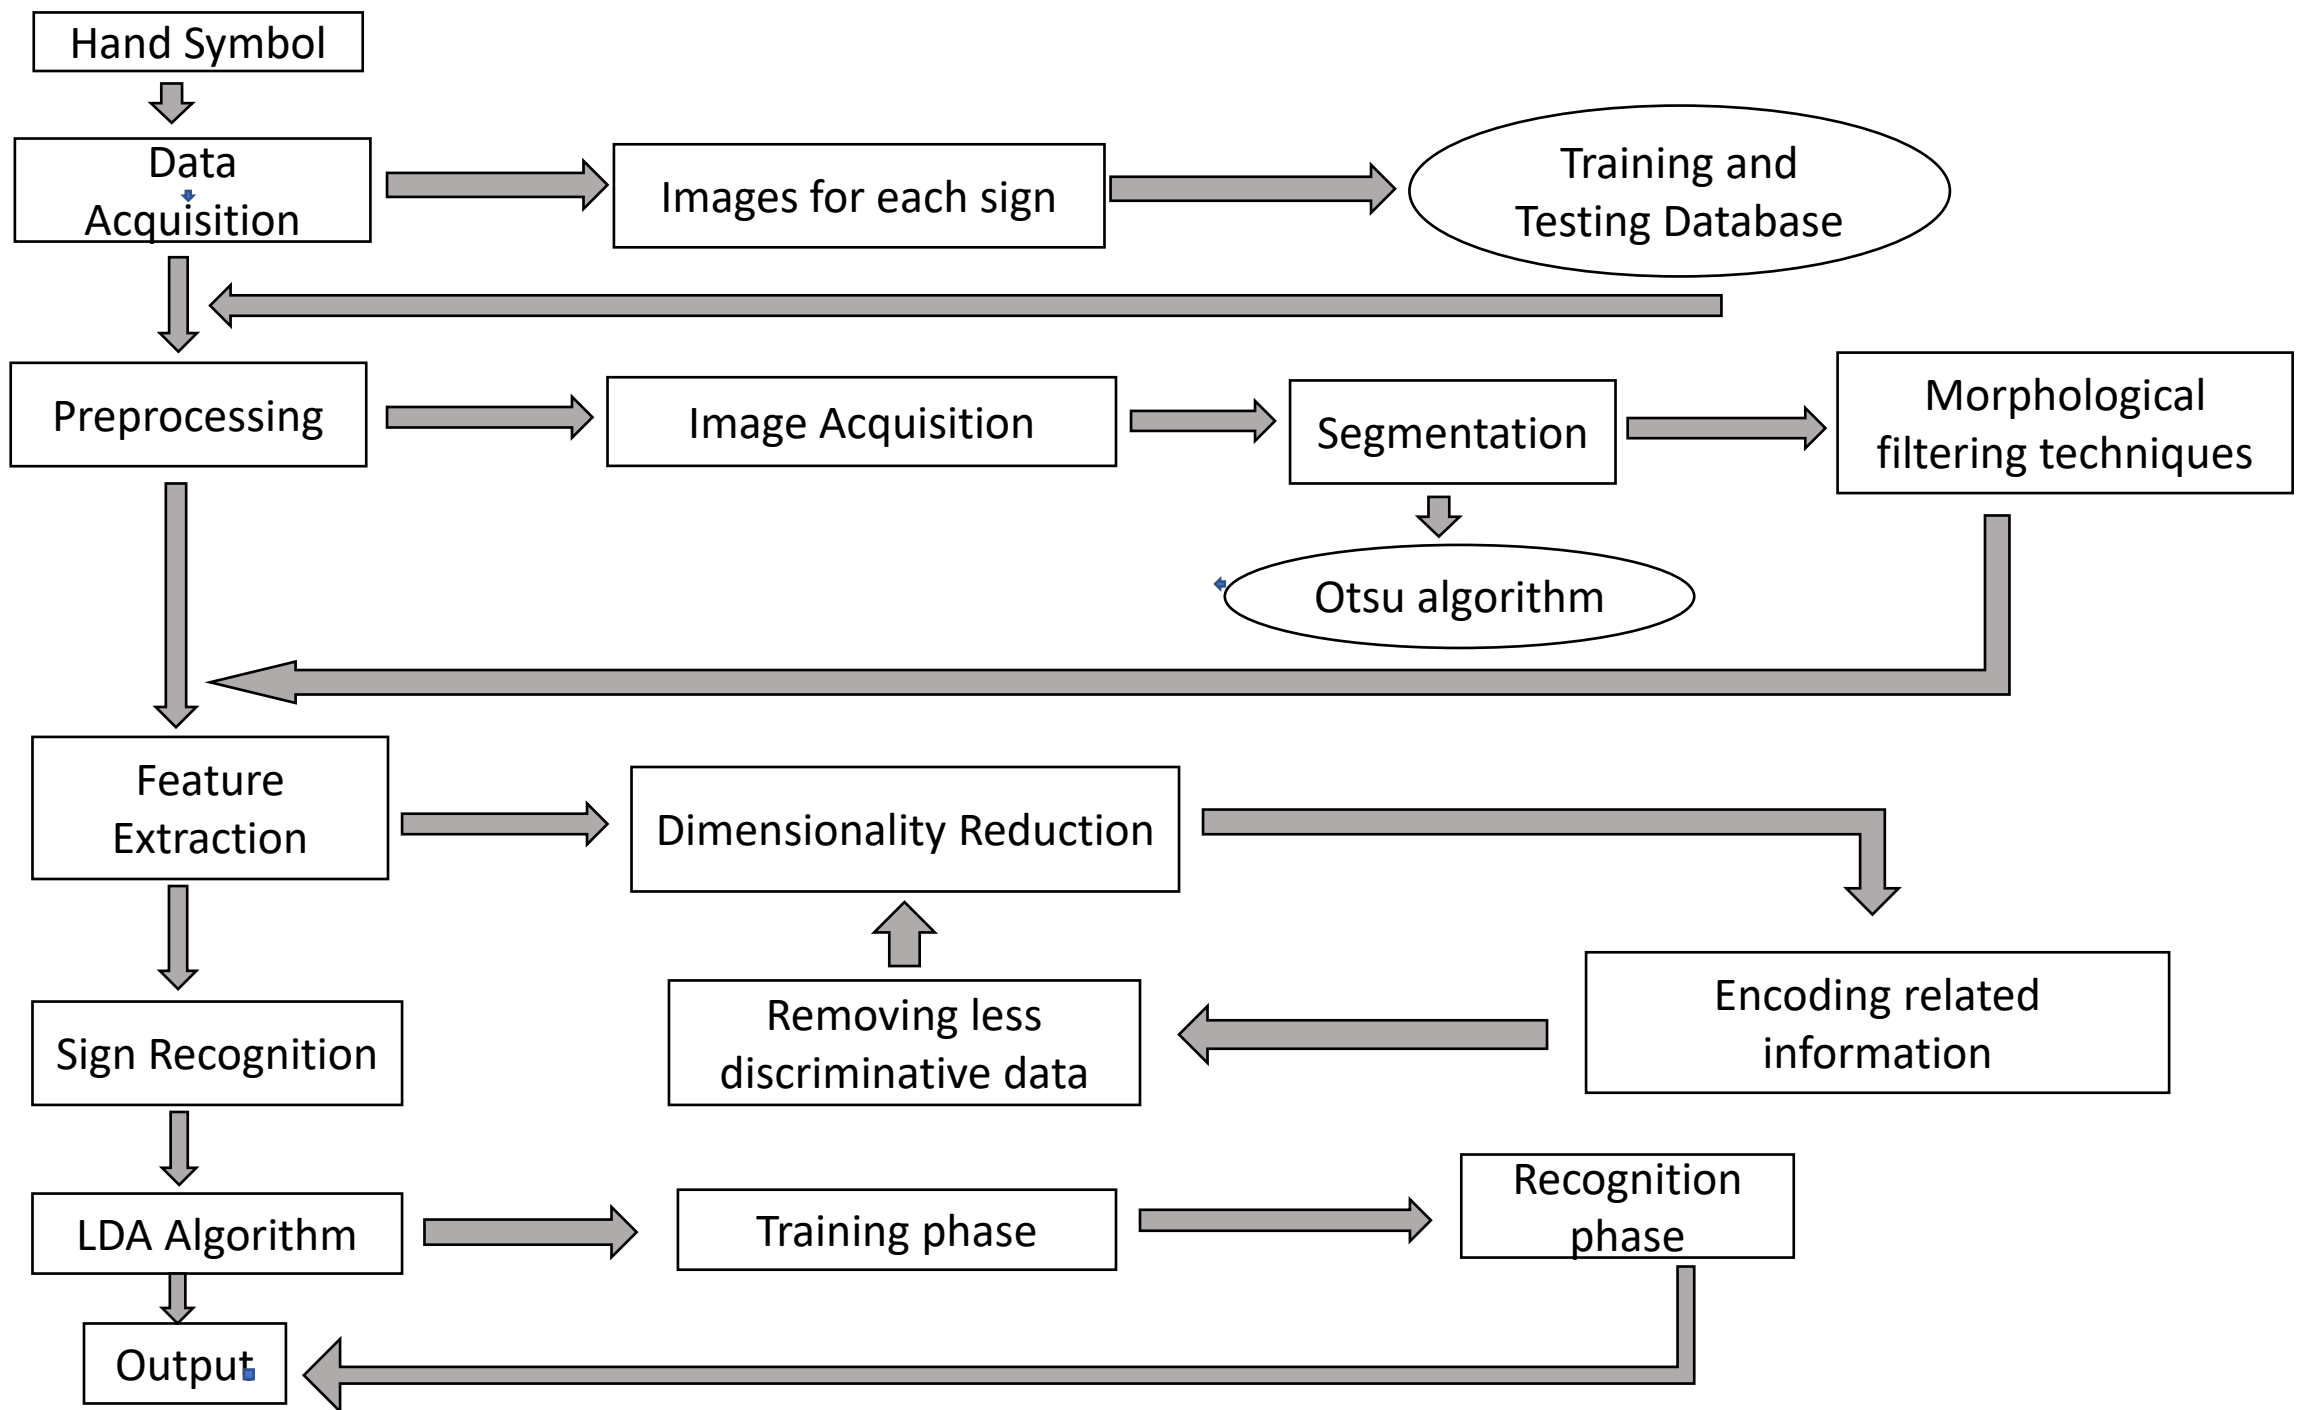 Hand Symbol
Data
Acquisition
Images for each sign
Training and
Testing Database
Preprocessing
Image Acquisition
Segmentation
Morphological
filtering techniques
Otsu algorithm
Feature
Extraction
Dimensionality Reduction
Encoding related
information
Removing less
discriminative data
Sign Recognition
LDA Algorithm
Training phase
Recognition
phase
Output